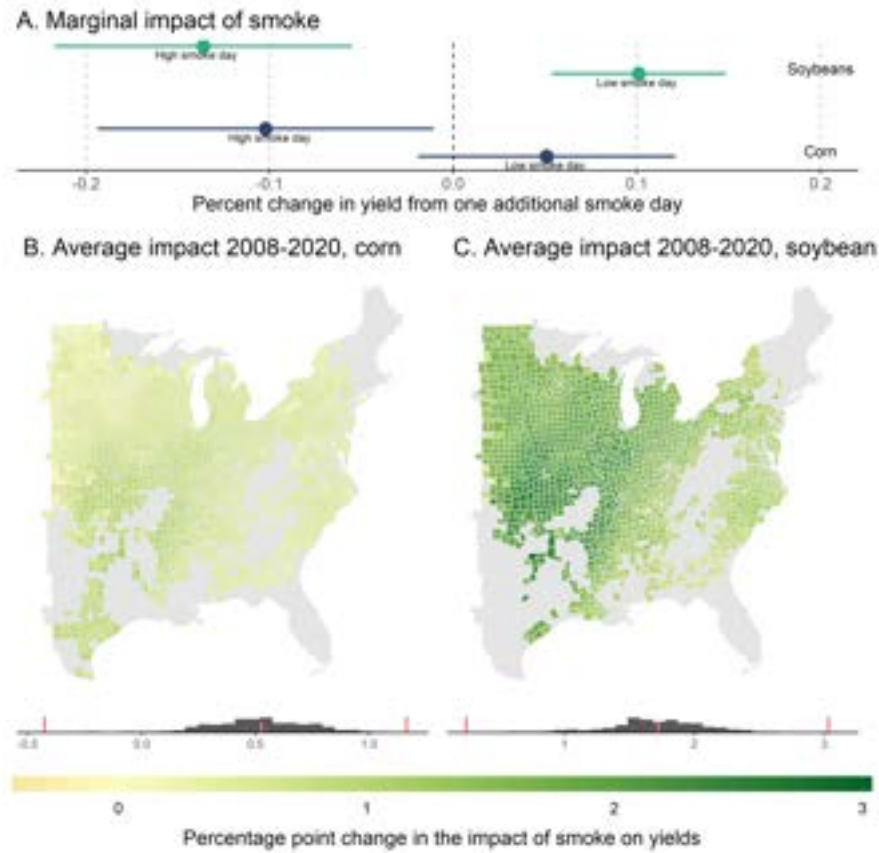 A. Marginal impact of smoke
High smoke day
Low smoke day
Soybeans
High smoke day
Low smoke day
Corn
-0.2 -0.1 0.0 0.1 0.2
Percent change in yield from one additional smoke day
B. Average impact 2008-2020, corn
C. Average impact 2008-2020, soybean
-0.5 0.0 0.5 1.0
1 2 3
0 1 2 3
Percentage point change in the impact of smoke on yields